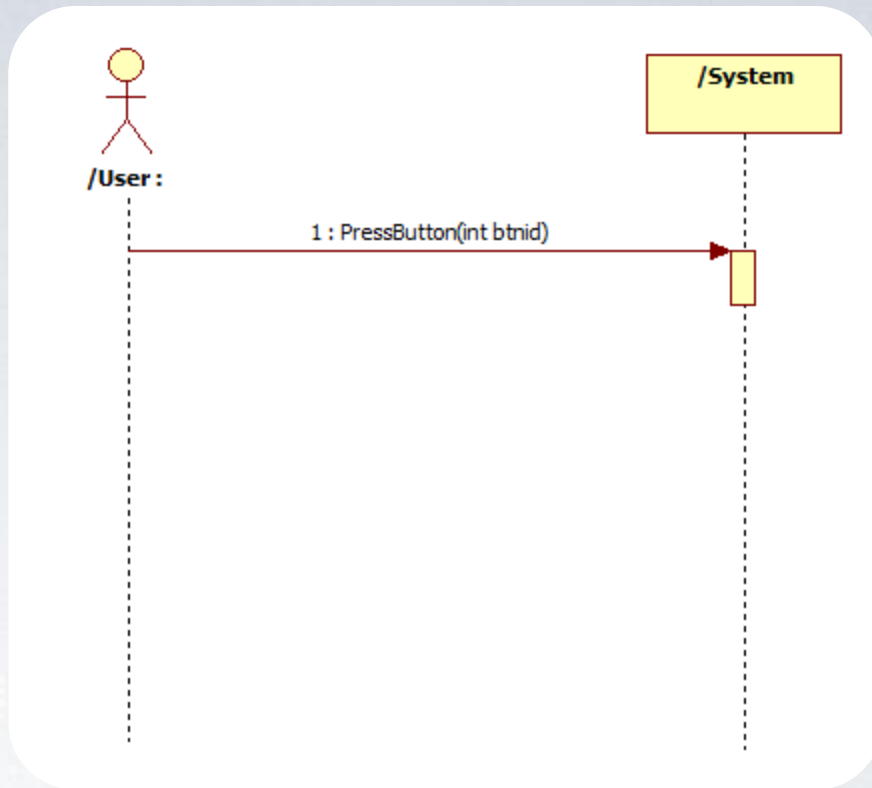 /System
/User :
1 : PressButton(int btnid)